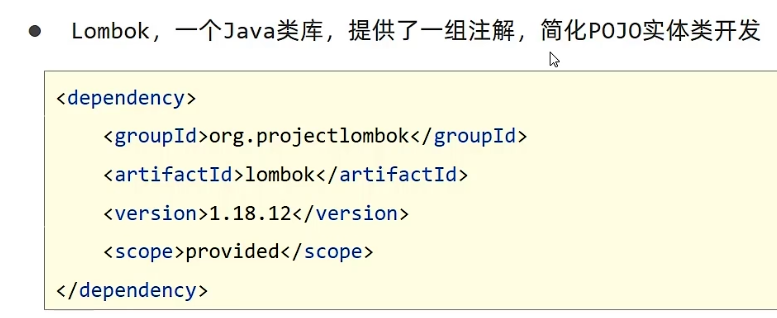 ● Lombok，一个Java类库，提供了一组注解，简化POJO实体类开发
<dependency>
    <groupId>org.projectlombok</groupId>
    <artifactId>lombok</artifactId>
    <version>1.18.12</version>
    <scope>provided</scope>
</dependency>